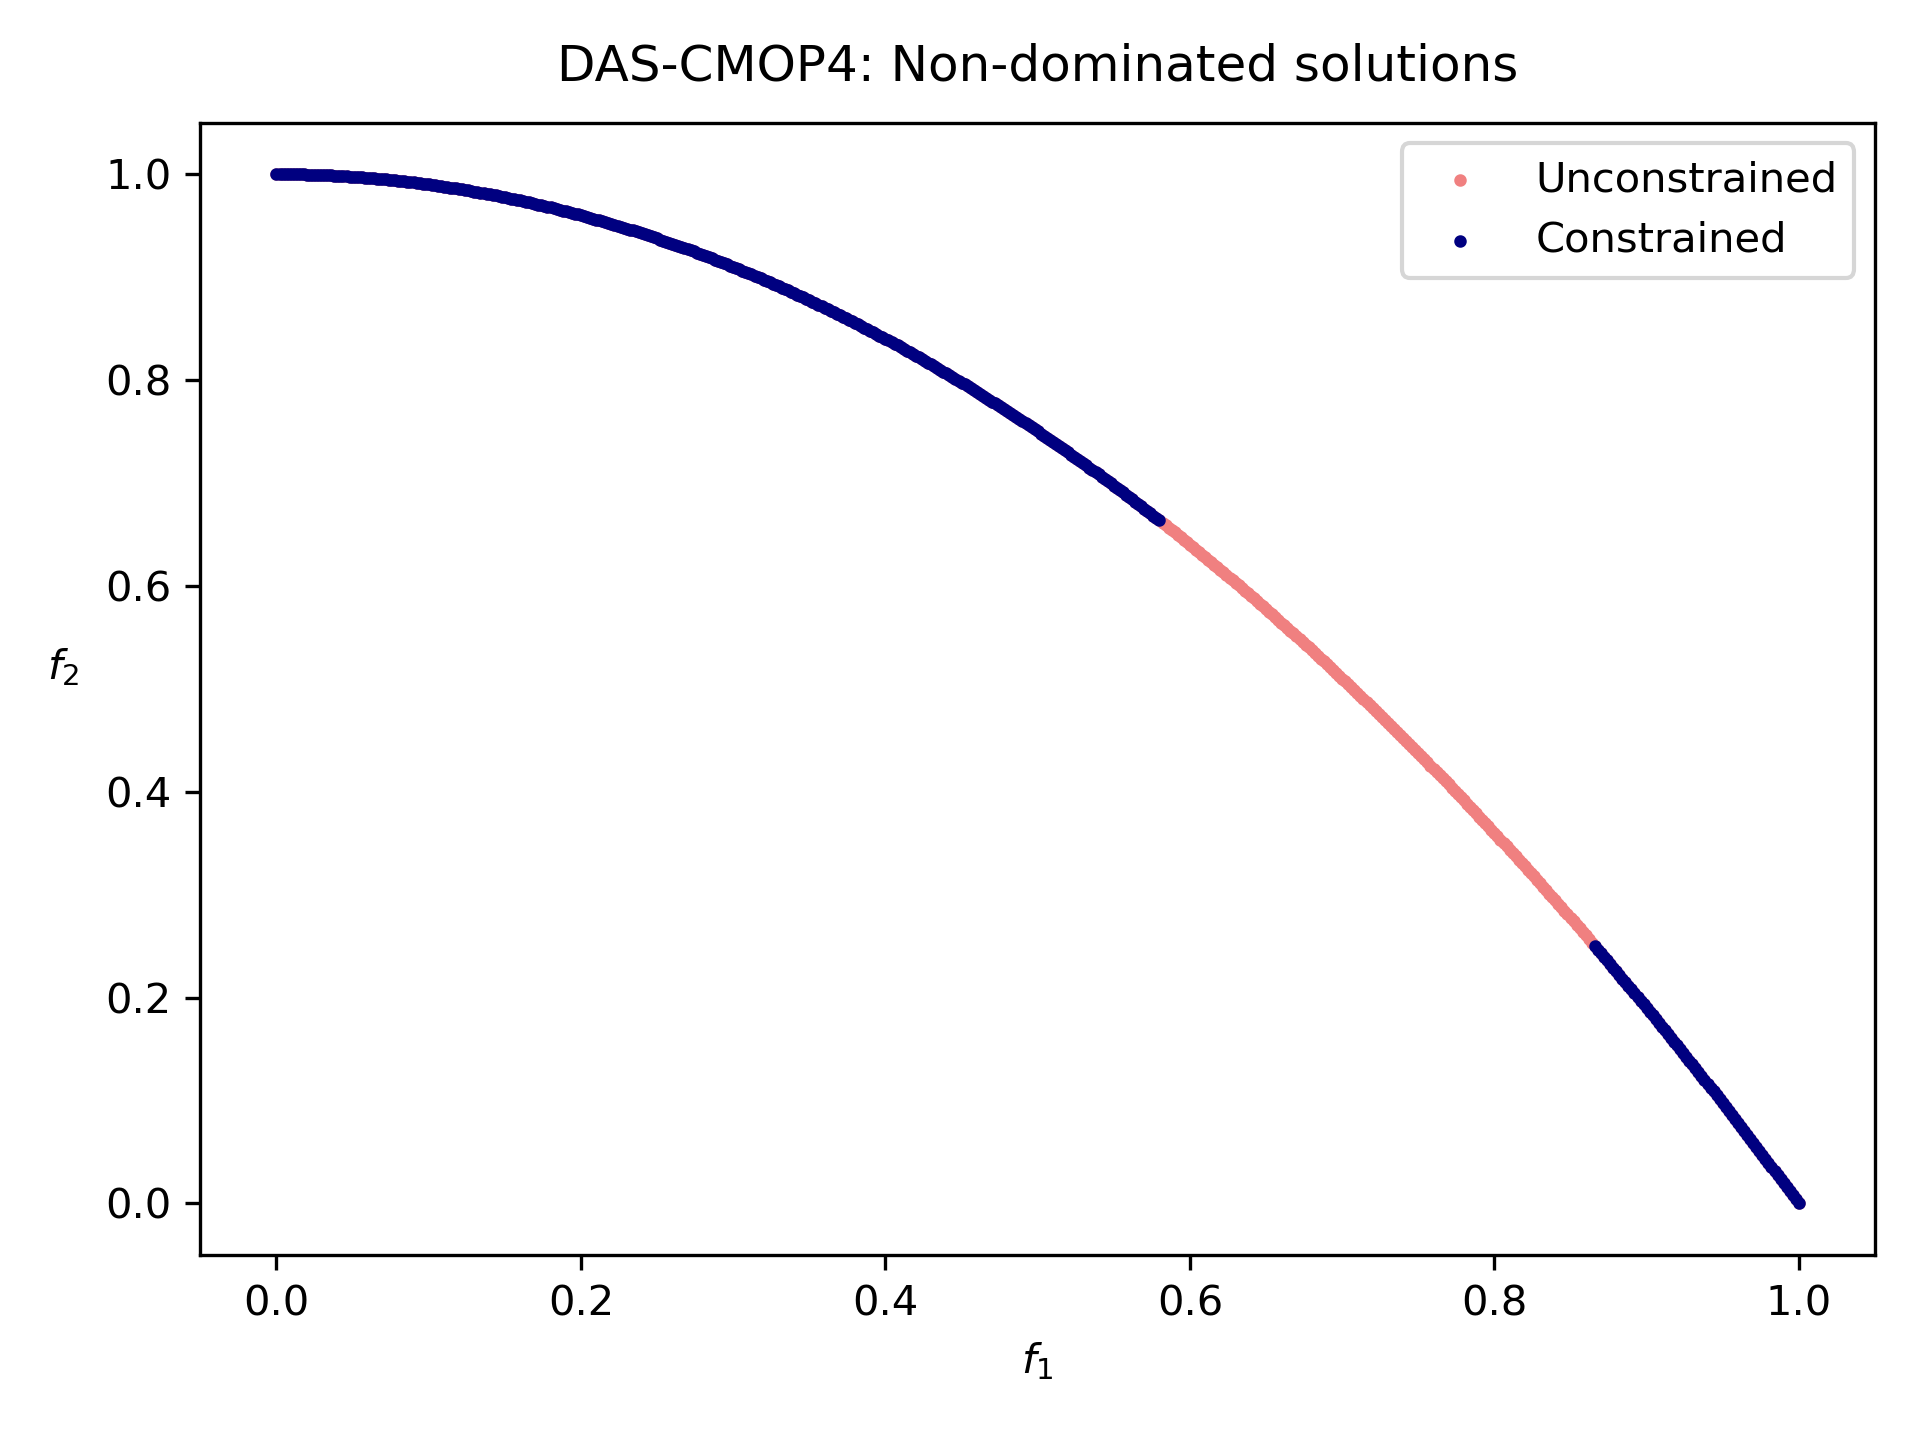 DAS-CMOP4: Non-dominated solutions
Unconstrained
Constrained
1.0
0.8
0.6
0.4
0.2
0.0
f₂
0.0 0.2 0.4 0.6 0.8 1.0
f₁